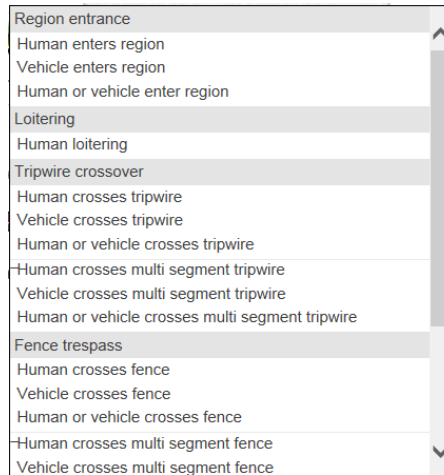 Region entrance
Human enters region
Vehicle enters region
Human or vehicle enter region
Loitering
Human loitering
Tripwire crossover
Human crosses tripwire
Vehicle crosses tripwire
Human or vehicle crosses tripwire
Human crosses multi segment tripwire
Vehicle crosses multi segment tripwire
Human or vehicle crosses multi segment tripwire
Fence trespass
Human crosses fence
Vehicle crosses fence
Human or vehicle crosses fence
Human crosses multi segment fence
Vehicle crosses multi segment fence